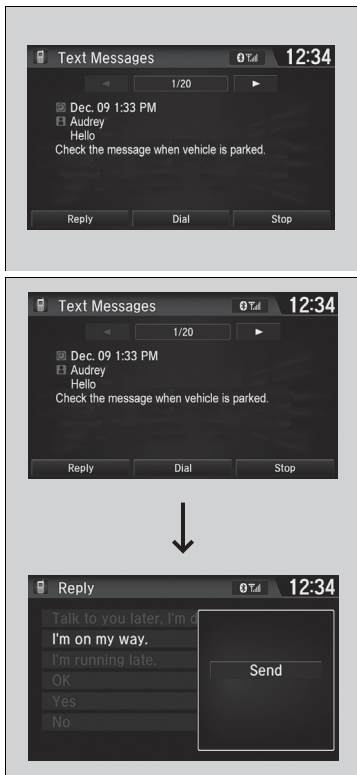 Text Messages 12:34
1/20
Dec. 09 1:33 PM
Audrey
Hello
Check the message when vehicle is parked.
Reply Dial Stop
Text Messages 12:34
1/20
Dec. 09 1:33 PM
Audrey
Hello
Check the message when vehicle is parked.
Reply Dial Stop
Reply 12:34
Talk to you later, I'm d
I'm on my way.
I'm running late.
Send
OK
Yes
No